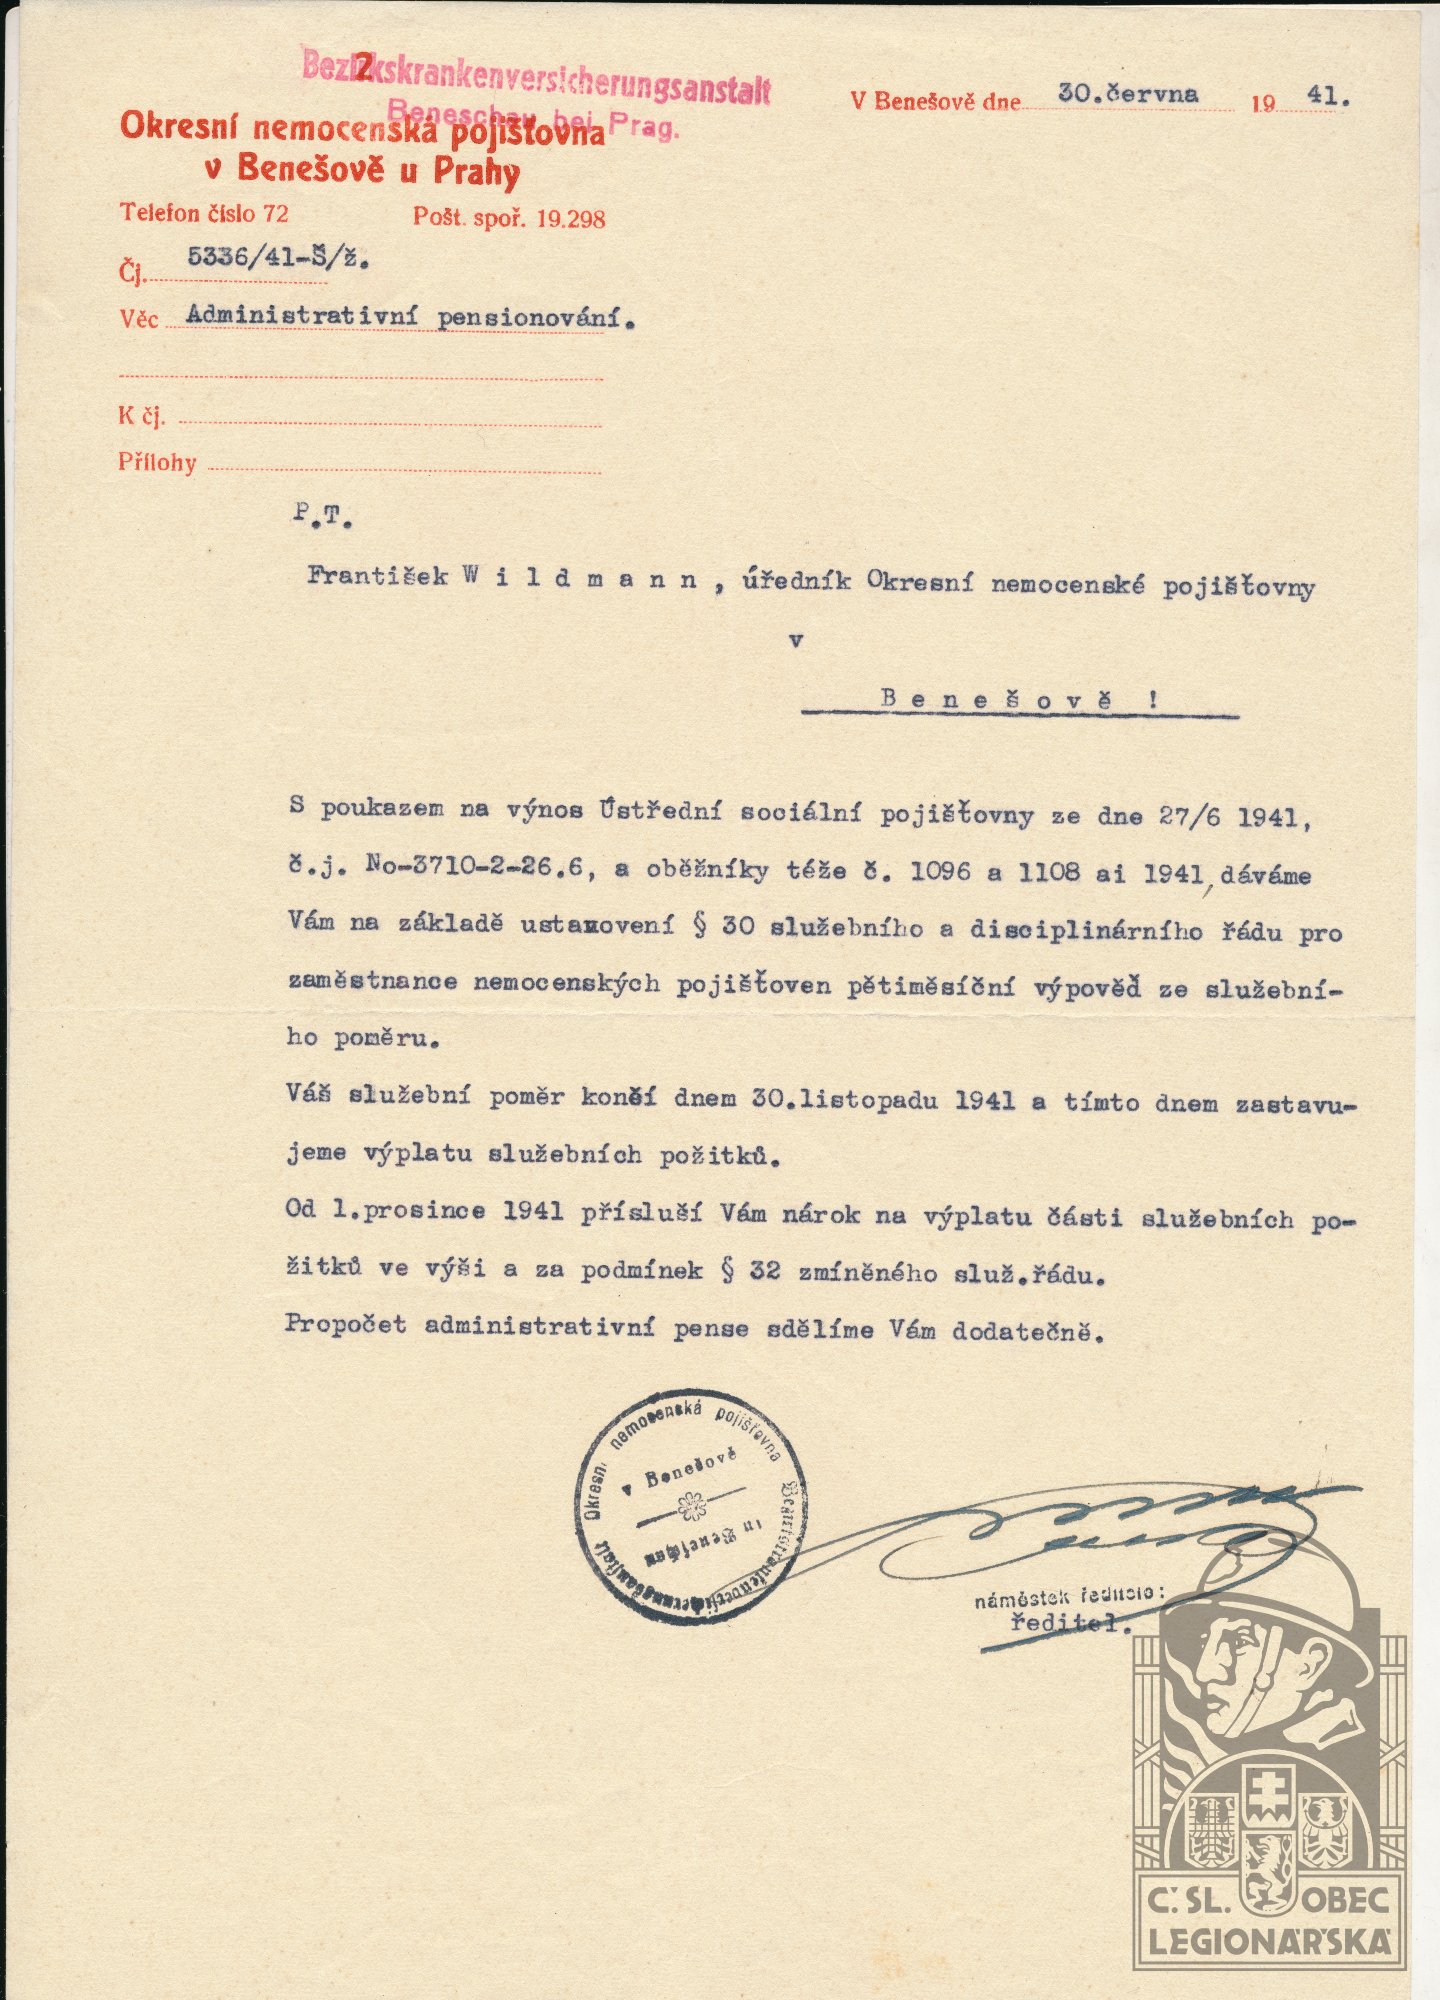 Bezirkskrankenversicherungsanstalt
Beneschau bei Prag.
2
V Benešově dne 30.června 19 41.
Okresní nemocenská pojišťovna
v Benešově u Prahy
Telefon číslo 72 Pošt. spoř. 19.298
Čj. 5336/41-Š/ž.
Věc Administrativní pensionování.
K čj.
Přílohy
P.T.
František W i l d m a n n , úředník Okresní nemocenské pojišťovny
v
B e n e š o v ě !
S poukazem na výnos Ústřední sociální pojišťovny ze dne 27/6 1941,
č.j. No-3710-2-26.6, a oběžníky téže č. 1096 a 1108 ai 1941, dáváme
Vám na základě ustanovení § 30 služebního a disciplinárního řádu pro
zaměstnance nemocenských pojišťoven pětiměsíční výpověď ze služební-
ho poměru.
Váš služební poměr končí dnem 30.listopadu 1941 a tímto dnem zastavu-
jeme výplatu služebních požitků.
Od 1.prosince 1941 přísluší Vám nárok na výplatu části služebních po-
žitků ve výši a za podmínek § 32 zmíněného služ.řádu.
Propočet administrativní pense sdělíme Vám dodatečně.
Okresní nemocenská pojišťovna
v Benešově
in Beneschau
Bezirkskrankenversicherungsanstalt
náměstek ředitele:
ředitel.
Č. SL. OBEC
LEGIONÁŘSKÁ